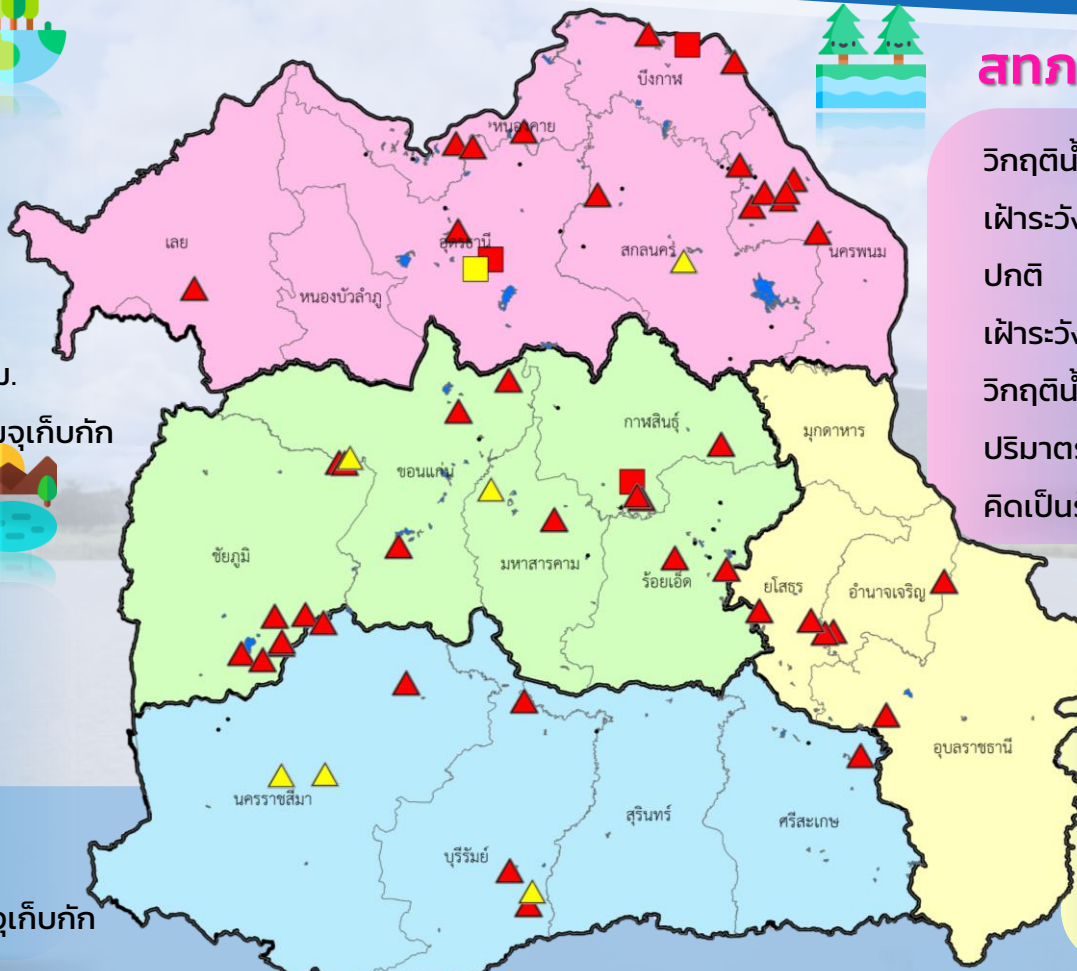 สทภ
วิกฤติน้ำ
เฝ้าระวัง
ปกติ
เฝ้าระวัง
วิกฤติน้ำ
ปริมาตร
คิดเป็นร
ม.
จุเก็บกัก
จุเก็บกัก
บึงกาฬ
หนองคาย
เลย
อุดรธานี
สกลนคร
นครพนม
หนองบัวลำภู
กาฬสินธุ์
มุกดาหาร
ขอนแก่น
ชัยภูมิ
มหาสารคาม
ร้อยเอ็ด
ยโสธร
อำนาจเจริญ
อุบลราชธานี
นครราชสีมา
บุรีรัมย์
สุรินทร์
ศรีสะเกษ